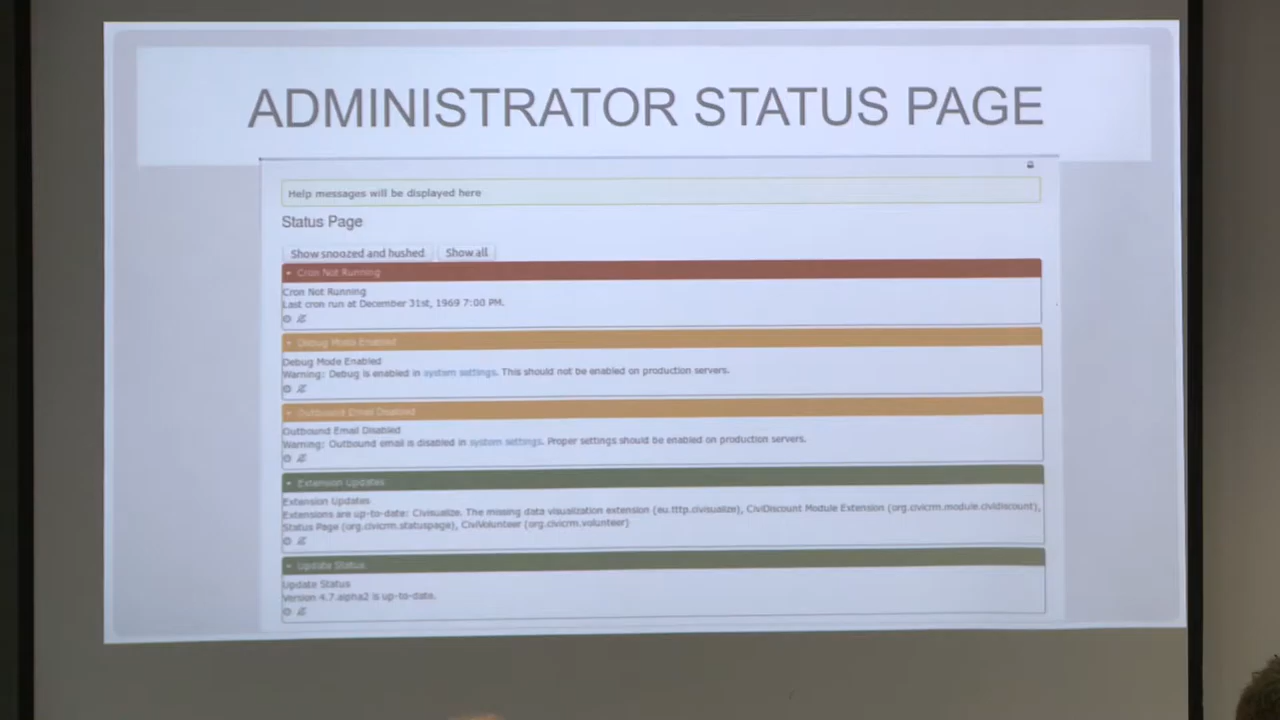 ADMINISTRATOR STATUS PAGE
Help messages will be displayed here
Status Page
Show snoozed and hushed Show all
Cron Not Running
Cron Not Running
Last cron run at December 31st, 1969 7:00 PM.
Debug Mode Enabled
Debug Mode Enabled
Warning: Debug is enabled in system settings. This should not be enabled on production servers.
Outbound Email Disabled
Outbound Email Disabled
Warning: Outbound email is disabled in system settings. Proper settings should be enabled on production servers.
Extension Updates
Extension Updates
Extensions are up-to-date: Civisualize. The missing data visualization extension (eu.tttp.civisualize), CiviDiscount Module Extension (org.civicrm.module.cividiscount),
Status Page (org.civicrm.statuspage), CiviVolunteer (org.civicrm.volunteer)
Update Status
Update Status
Version 4.7.alpha2 is up-to-date.